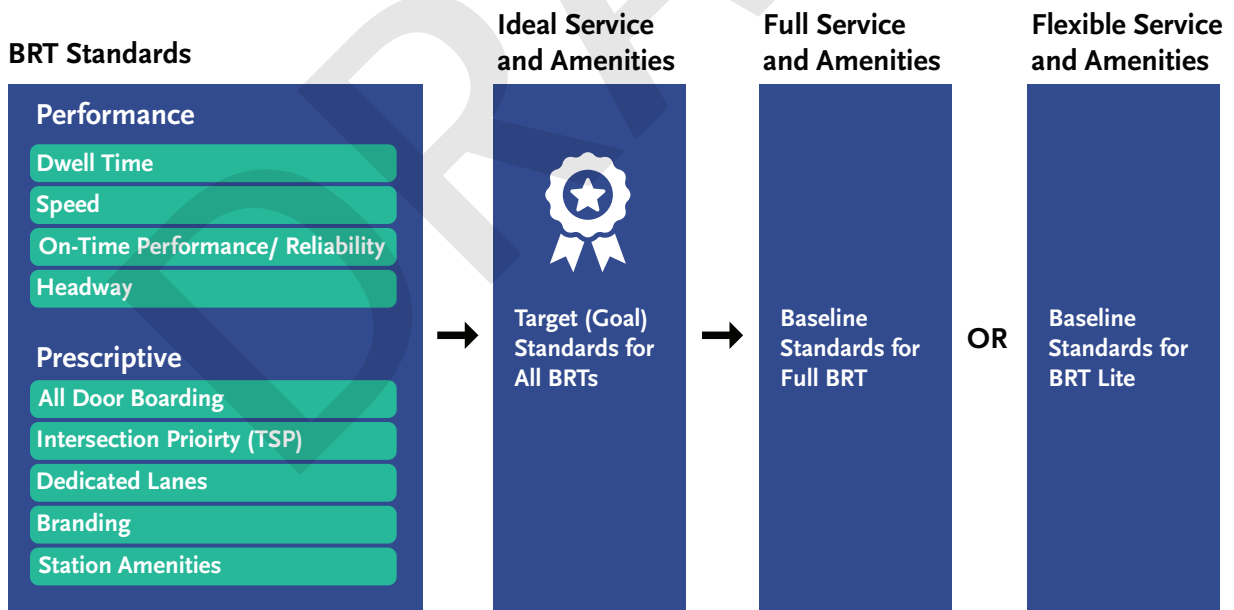 BRT Standards
Performance
Dwell Time
Speed
On-Time Performance/ Reliability
Headway
Prescriptive
All Door Boarding
Intersection Prioirty (TSP)
Dedicated Lanes
Branding
Station Amenities
Ideal Service
and Amenities
Target (Goal)
Standards for
All BRTs
Full Service
and Amenities
Baseline
Standards for
Full BRT
OR
Flexible Service
and Amenities
Baseline
Standards for
BRT Lite
DRA